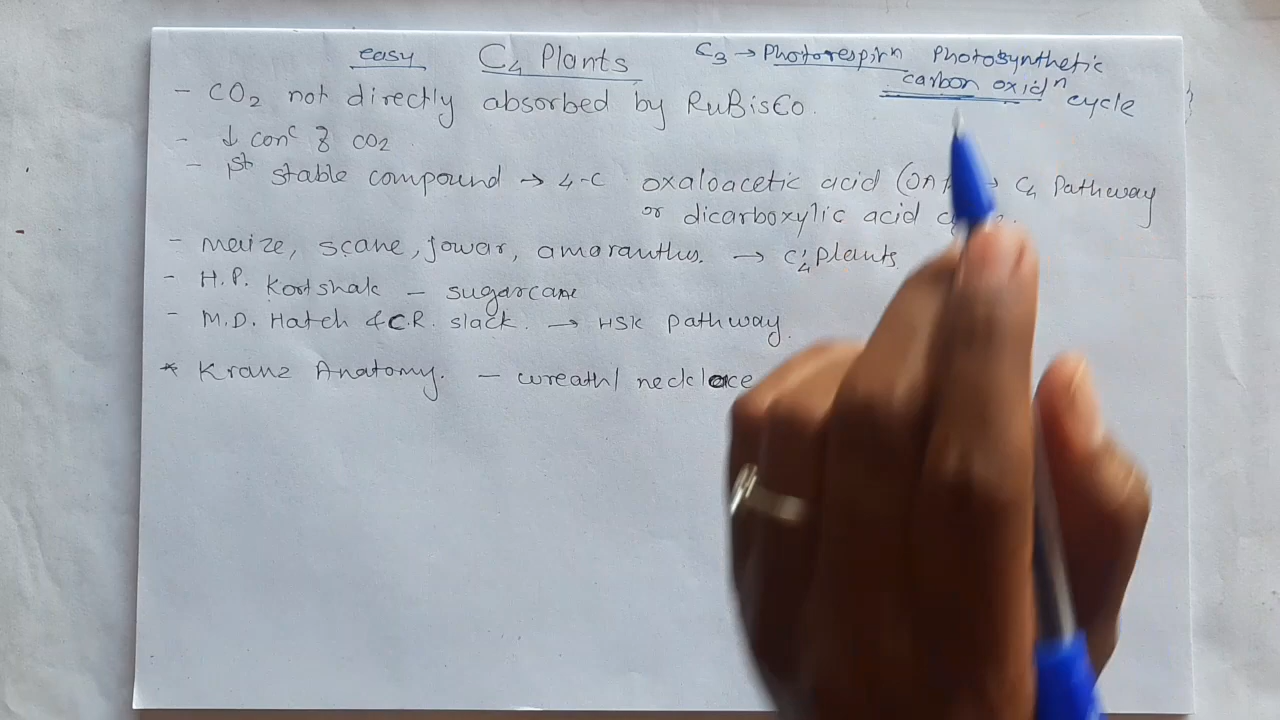 easy C4 Plants C3 → Photorespirn Photosynthetic
carbon oxidn cycle
- CO2 not directly absorbed by RuBisCo.
- ↓ conc of CO2
- 1st stable compound → 4-C oxaloacetic acid → C4 Pathway
or dicarboxylic acid
- Maize, scane, Jowar, amaranthus. → C4 plants.
- H.P. Kortshak - sugarcane
- M.D. Hatch & C.R. slack. → HSK pathway.
* Kranz Anatomy. - wreath/ necklace